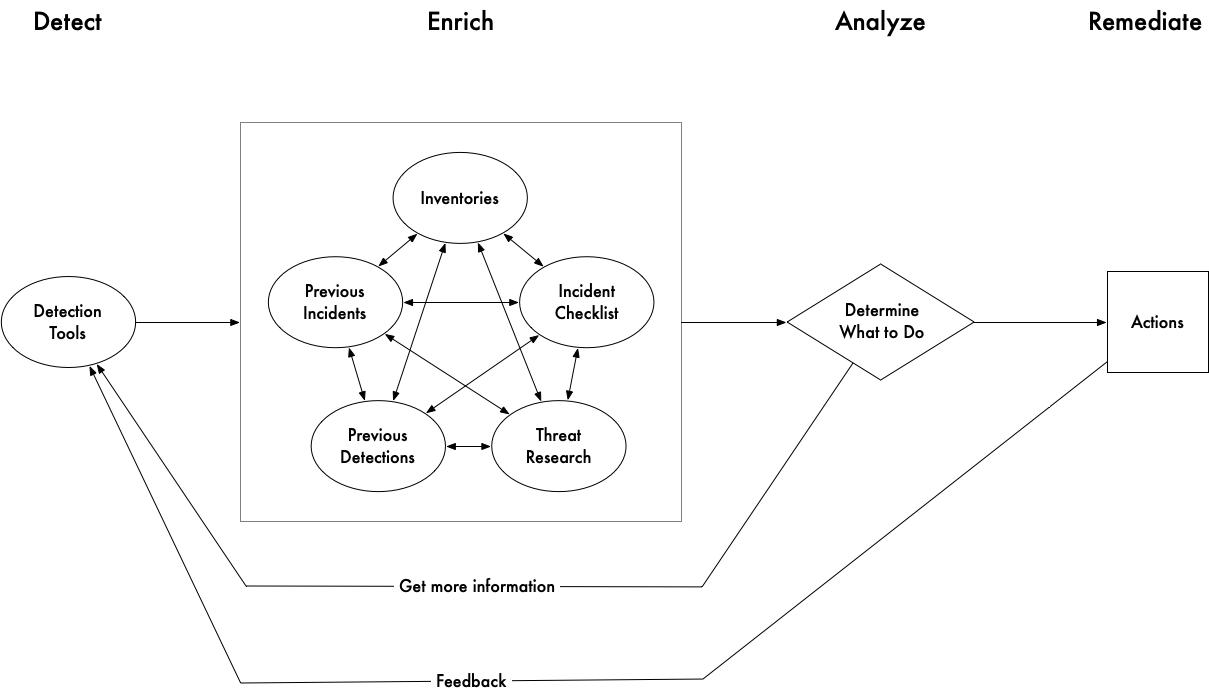 Detect
Enrich
Analyze
Remediate
Inventories
Previous
Incidents
Incident
Checklist
Detection
Tools
Determine
What to Do
Actions
Previous
Detections
Threat
Research
Get more information
Feedback